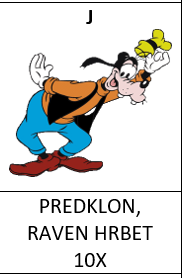 J
PREDKLON,
RAVEN HRBET
10X